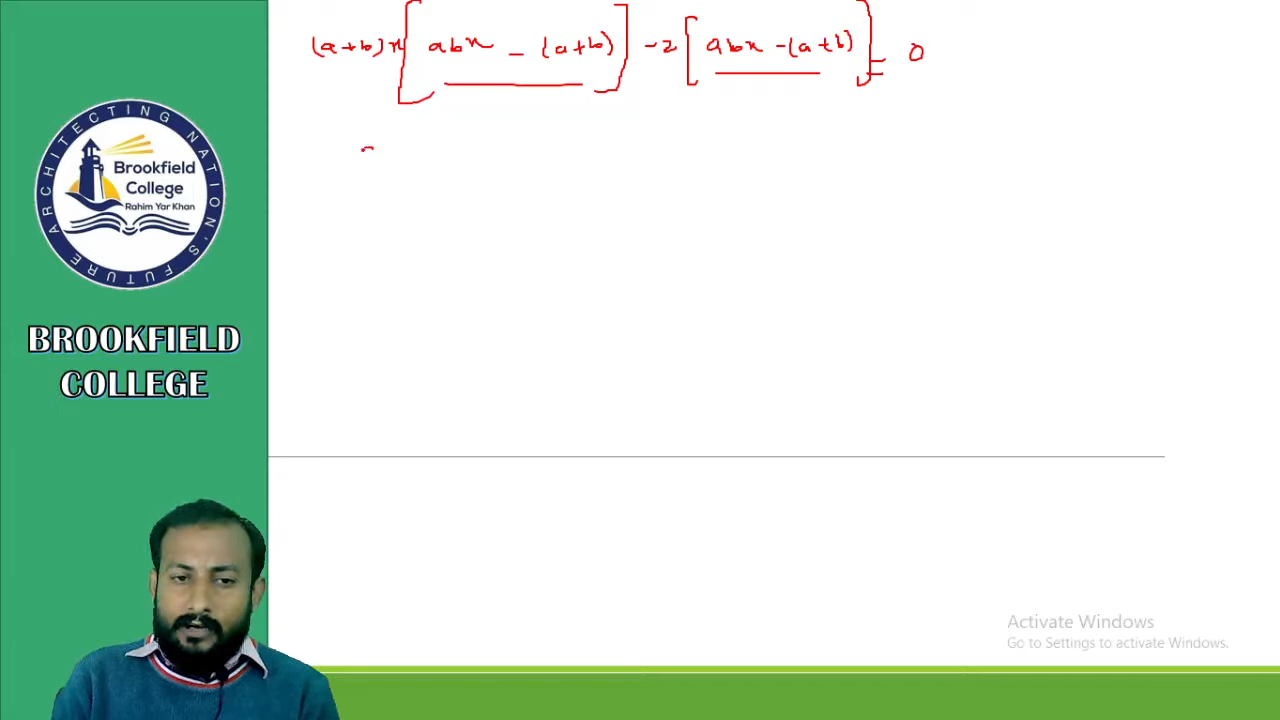 (a+b)x[abx - (a+b)] -2[abx -(a+b)] = 0
ARCHITECTING NATION'S FUTURE
Brookfield
College
Rahim Yar Khan
BROOKFIELD
COLLEGE
Activate Windows
Go to Settings to activate Windows.